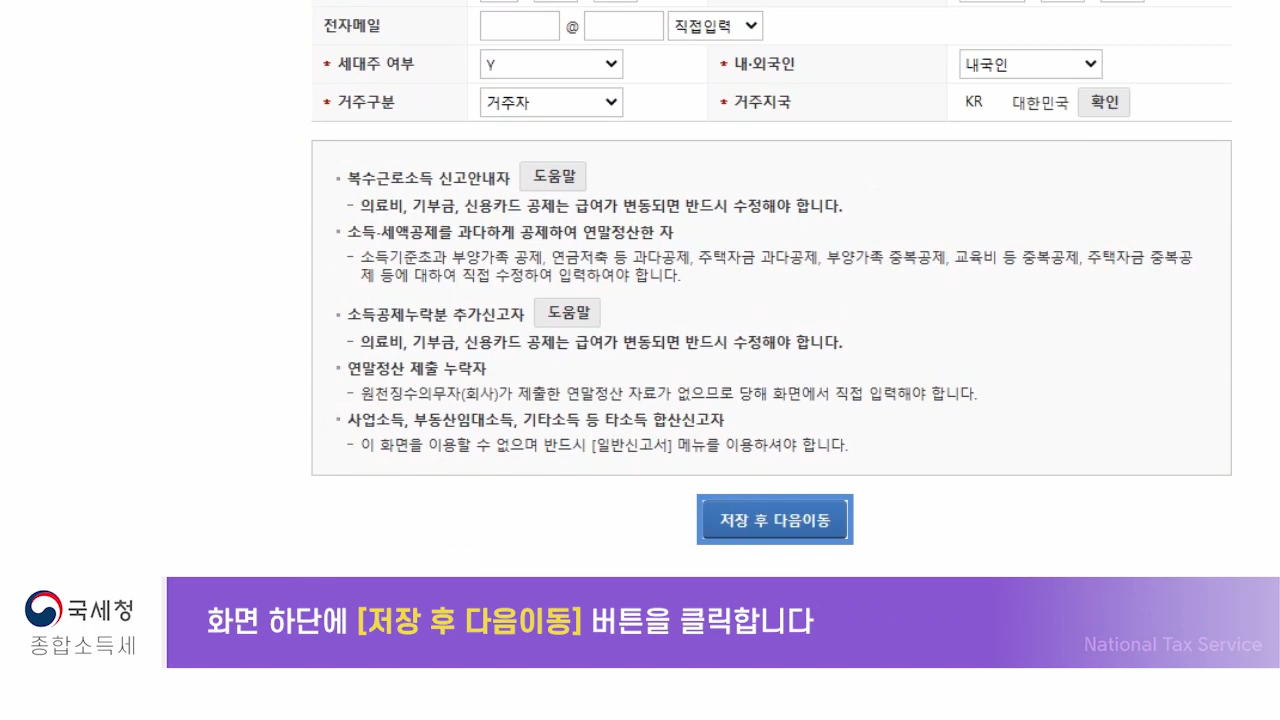 전자메일 @ 직접입력
* 세대주 여부 Y * 내·외국인 내국인
* 거주구분 거주자 * 거주지국 KR 대한민국 확인
복수근로소득 신고안내자 도움말
- 의료비, 기부금, 신용카드 공제는 급여가 변동되면 반드시 수정해야 합니다.
소득·세액공제를 과다하게 공제하여 연말정산한 자
- 소득기준초과 부양가족 공제, 연금저축 등 과다공제, 주택자금 과다공제, 부양가족 중복공제, 교육비 등 중복공제, 주택자금 중복공
제 등에 대하여 직접 수정하여 입력하여야 합니다.
소득공제누락분 추가신고자 도움말
- 의료비, 기부금, 신용카드 공제는 급여가 변동되면 반드시 수정해야 합니다.
연말정산 제출 누락자
- 원천징수의무자(회사)가 제출한 연말정산 자료가 없으므로 당해 화면에서 직접 입력해야 합니다.
사업소득, 부동산임대소득, 기타소득 등 타소득 합산신고자
- 이 화면을 이용할 수 없으며 반드시 [일반신고서] 메뉴를 이용하셔야 합니다.
저장 후 다음이동
국세청
종합소득세
화면 하단에 [저장 후 다음이동] 버튼을 클릭합니다
National Tax Service